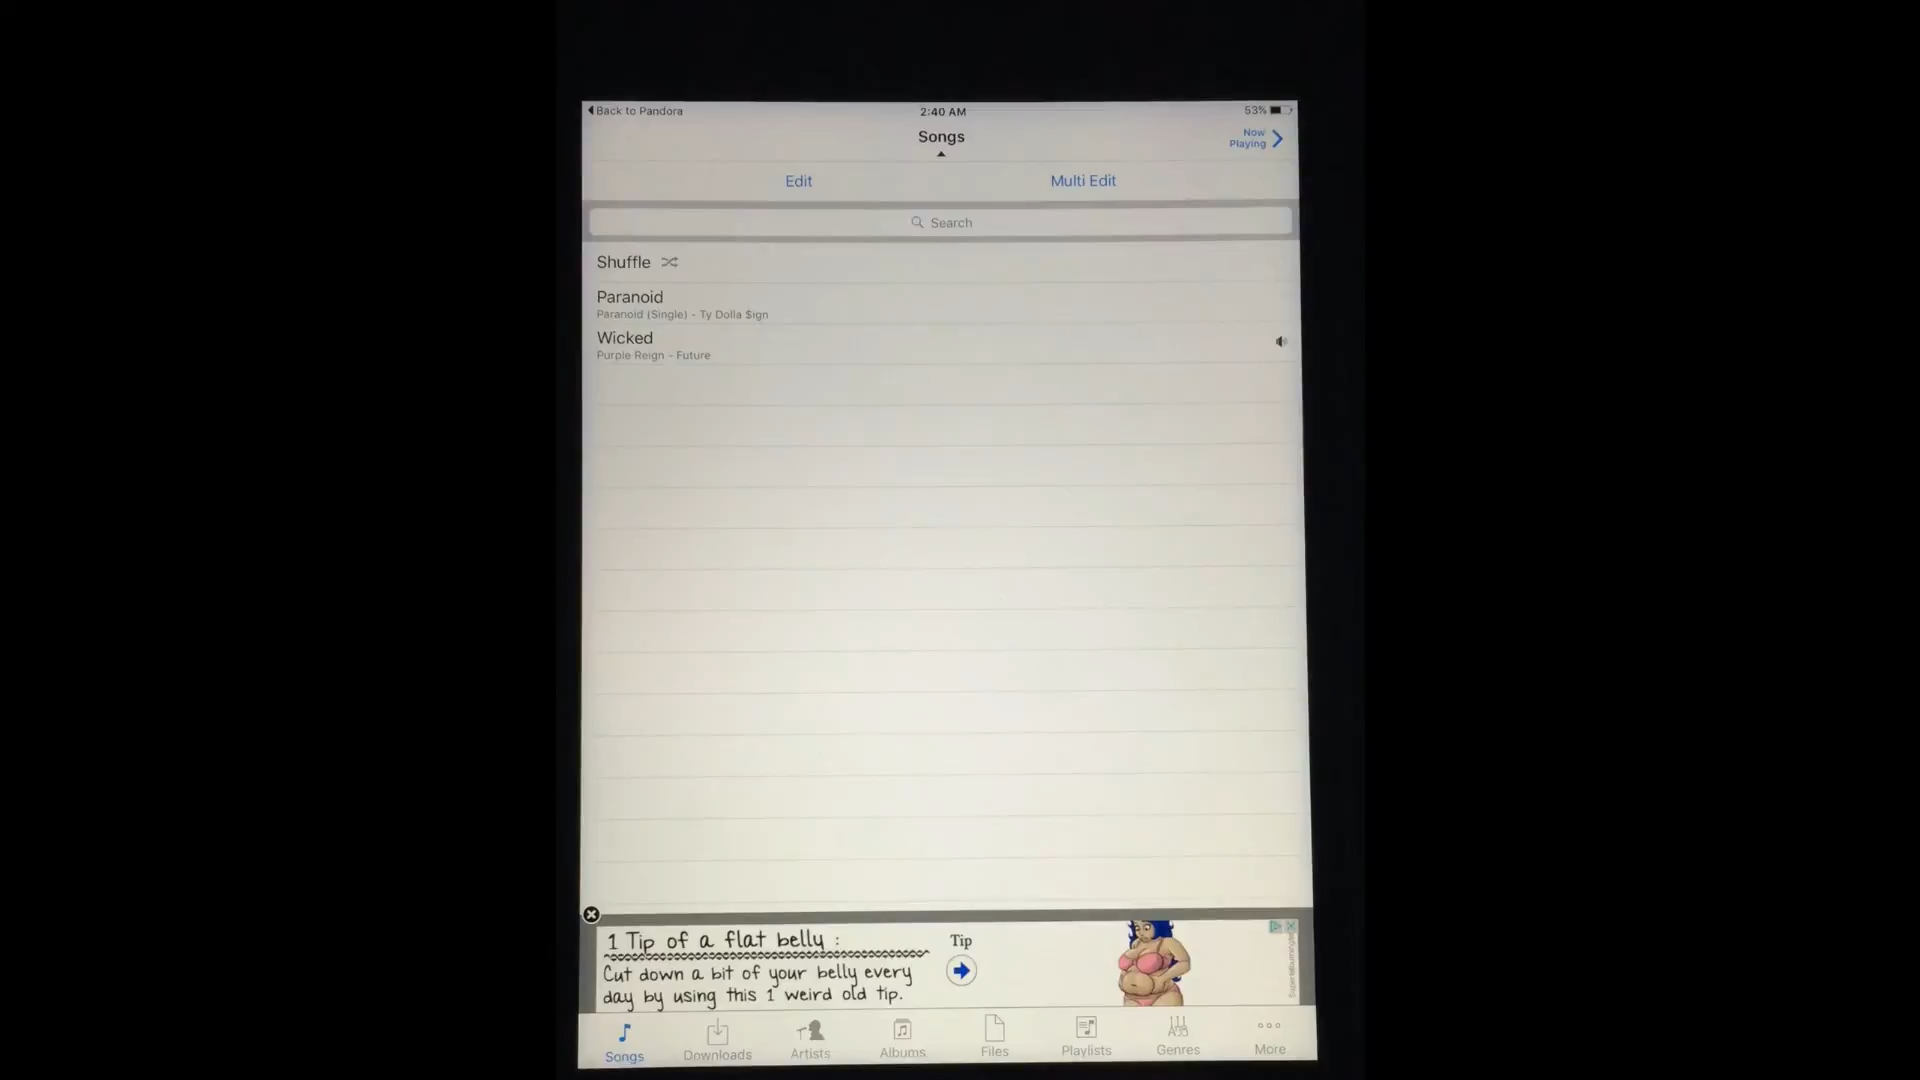 Back to Pandora
2:40 AM
53%
Songs
Now
Playing
Edit
Multi Edit
Search
Shuffle
Paranoid
Paranoid (Single) - Ty Dolla $ign
Wicked
Purple Reign - Future
1 Tip of a flat belly :
Cut down a bit of your belly every
day by using this 1 weird old tip.
Tip
Songs
Downloads
Artists
Albums
Files
Playlists
Genres
More